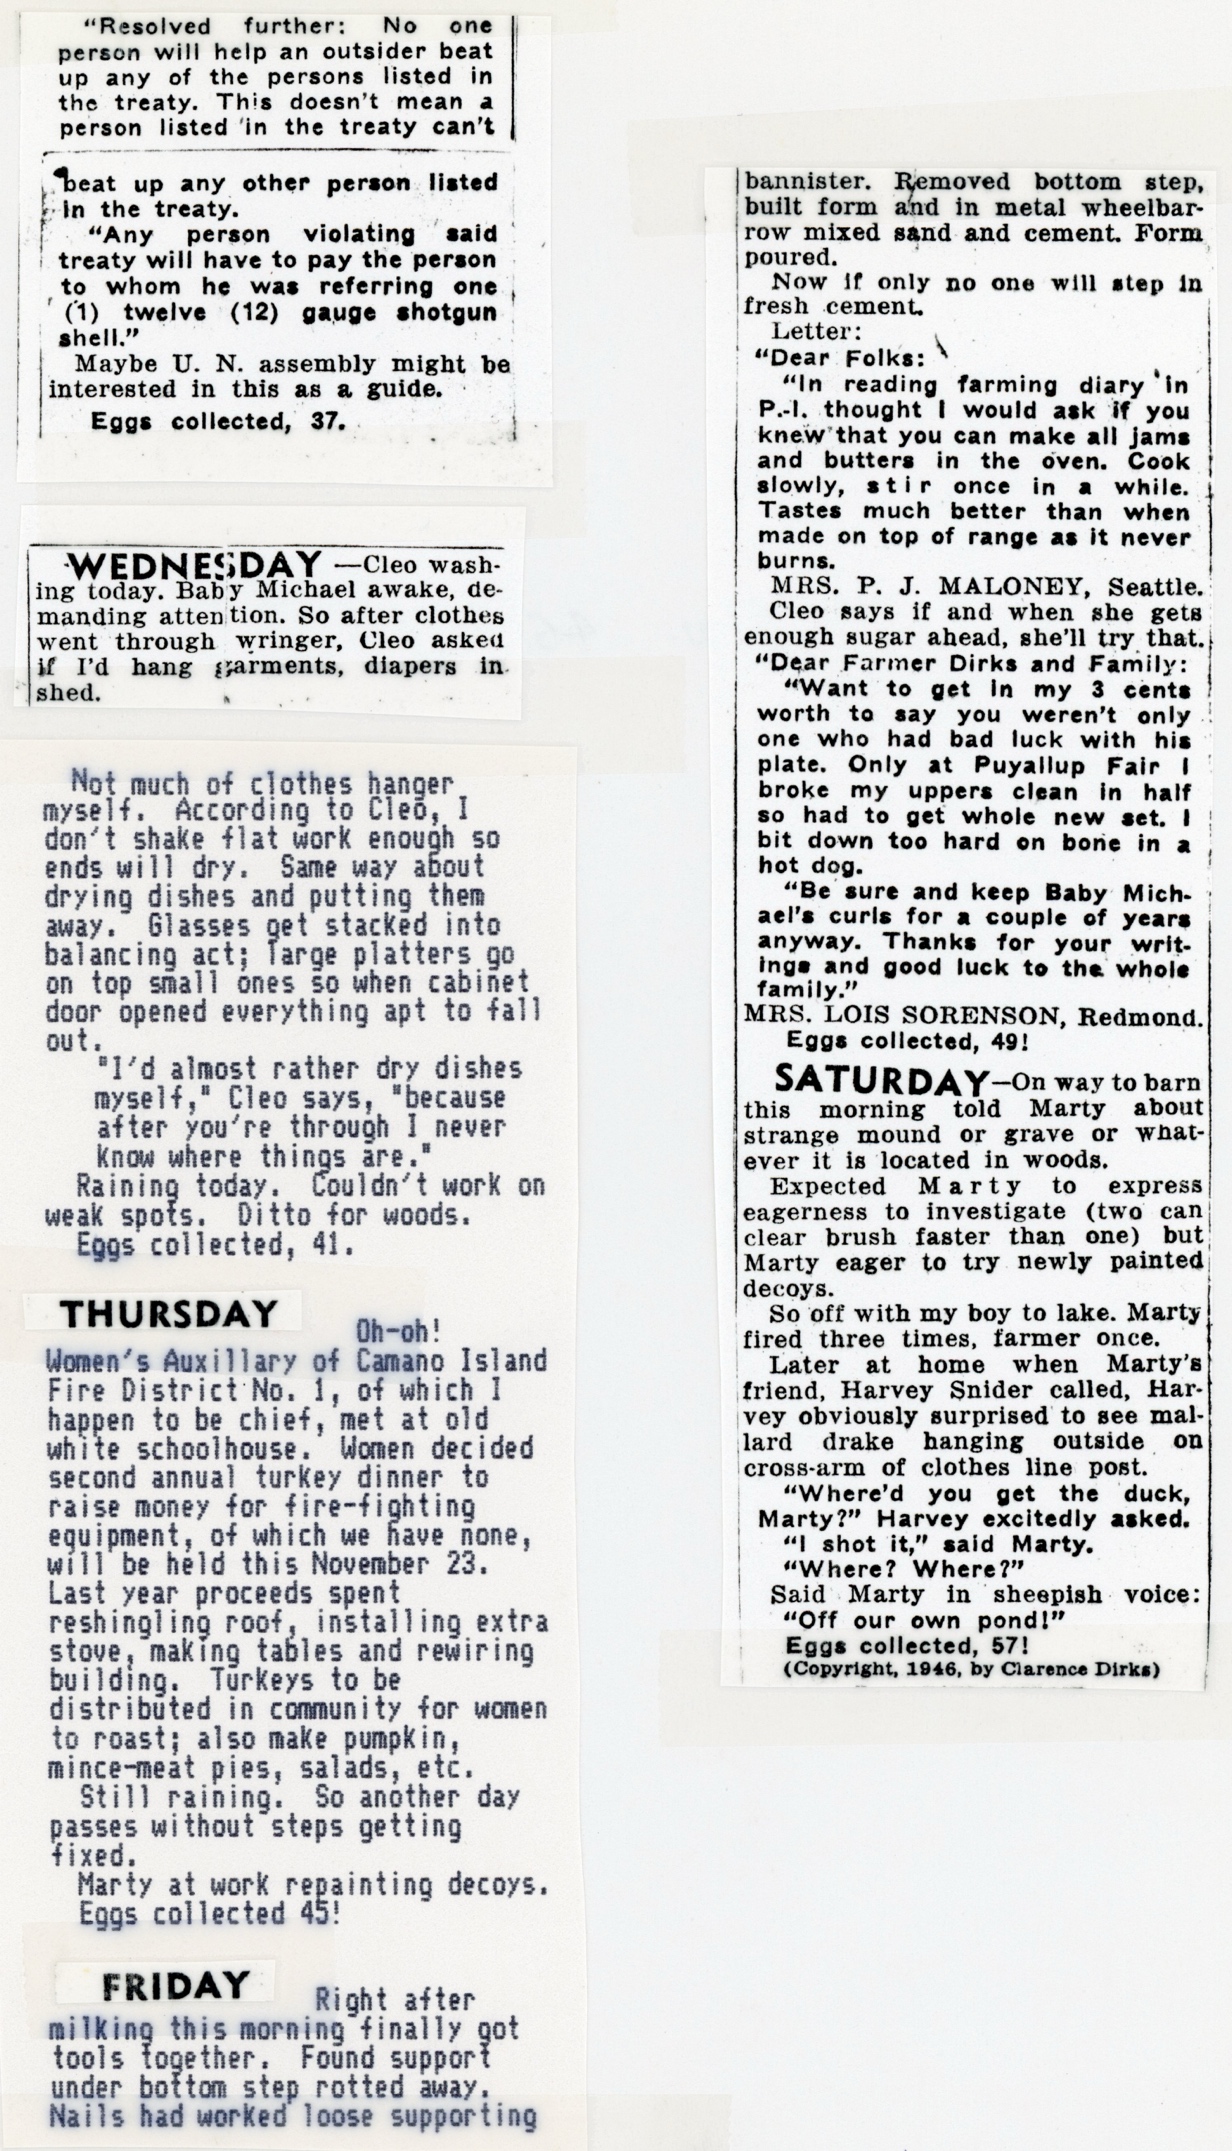 "Resolved further: No one
person will help an outsider beat
up any of the persons listed in
the treaty. This doesn't mean a
person listed in the treaty can't
beat up any other person listed
in the treaty.
"Any person violating said
treaty will have to pay the person
to whom he was referring one
(1) twelve (12) gauge shotgun
shell."
Maybe U. N. assembly might be
interested in this as a guide.
Eggs collected, 37.
WEDNESDAY —Cleo wash-
ing today. Baby Michael awake, de-
manding attention. So after clothes
went through wringer, Cleo asked
if I'd hang garments, diapers in
shed.
Not much of clothes hanger
myself. According to Cleo, I
don't shake flat work enough so
ends will dry. Same way about
drying dishes and putting them
away. Glasses get stacked into
balancing act; large platters go
on top small ones so when cabinet
door opened everything apt to fall
out.
"I'd almost rather dry dishes
myself," Cleo says, "because
after you're through I never
know where things are."
Raining today. Couldn't work on
weak spots. Ditto for woods.
Eggs collected, 41.
THURSDAY Oh-oh!
Women's Auxillary of Camano Island
Fire District No. 1, of which I
happen to be chief, met at old
white schoolhouse. Women decided
second annual turkey dinner to
raise money for fire-fighting
equipment, of which we have none,
will be held this November 23.
Last year proceeds spent
reshingling roof, installing extra
stove, making tables and rewiring
building. Turkeys to be
distributed in community for women
to roast; also make pumpkin,
mince-meat pies, salads, etc.
Still raining. So another day
passes without steps getting
fixed.
Marty at work repainting decoys.
Eggs collected 45!
FRIDAY Right after
milking this morning finally got
tools together. Found support
under bottom step rotted away.
Nails had worked loose supporting
bannister. Removed bottom step,
built form and in metal wheelbar-
row mixed sand and cement. Form
poured.
Now if only no one will step in
fresh cement.
Letter:
"Dear Folks:
"In reading farming diary in
P.-I. thought I would ask if you
knew that you can make all jams
and butters in the oven. Cook
slowly, stir once in a while.
Tastes much better than when
made on top of range as it never
burns.
MRS. P. J. MALONEY, Seattle.
Cleo says if and when she gets
enough sugar ahead, she'll try that.
"Dear Farmer Dirks and Family:
"Want to get in my 3 cents
worth to say you weren't only
one who had bad luck with his
plate. Only at Puyallup Fair I
broke my uppers clean in half
so had to get whole new set. I
bit down too hard on bone in a
hot dog.
"Be sure and keep Baby Mich-
ael's curls for a couple of years
anyway. Thanks for your writ-
ings and good luck to the whole
family."
MRS. LOIS SORENSON, Redmond.
Eggs collected, 49!
SATURDAY—On way to barn
this morning told Marty about
strange mound or grave or what-
ever it is located in woods.
Expected Marty to express
eagerness to investigate (two can
clear brush faster than one) but
Marty eager to try newly painted
decoys.
So off with my boy to lake. Marty
fired three times, farmer once.
Later at home when Marty's
friend, Harvey Snider called, Har-
vey obviously surprised to see mal-
lard drake hanging outside on
cross-arm of clothes line post.
"Where'd you get the duck,
Marty?" Harvey excitedly asked.
"I shot it," said Marty.
"Where? Where?"
Said Marty in sheepish voice:
"Off our own pond!"
Eggs collected, 57!
(Copyright, 1946, by Clarence Dirks)